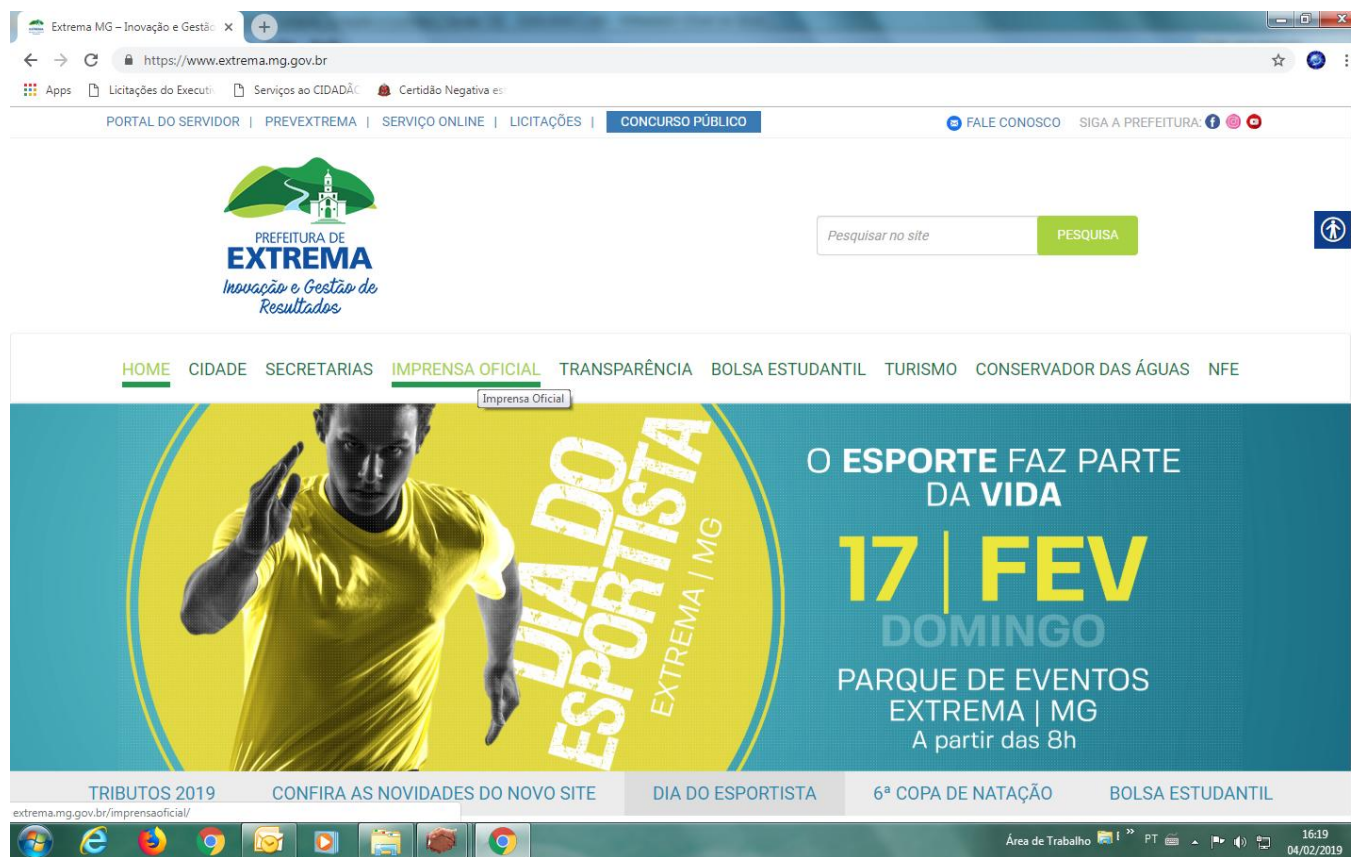 Extrema MG – Inovação e Gestão
https://www.extrema.mg.gov.br
Apps Licitações do Executi Serviços ao CIDADÃO Certidão Negativa es
PORTAL DO SERVIDOR | PREVEXTREMA | SERVIÇO ONLINE | LICITAÇÕES | CONCURSO PÚBLICO FALE CONOSCO SIGA A PREFEITURA:
PREFEITURA DE
EXTREMA
Inovação e Gestão de
Resultados
Pesquisar no site PESQUISA
HOME CIDADE SECRETARIAS IMPRENSA OFICIAL TRANSPARÊNCIA BOLSA ESTUDANTIL TURISMO CONSERVADOR DAS ÁGUAS NFE
Imprensa Oficial
DIA DO
ESPORTISTA
EXTREMA | MG
O ESPORTE FAZ PARTE
DA VIDA
17 | FEV
DOMINGO
PARQUE DE EVENTOS
EXTREMA | MG
A partir das 8h
TRIBUTOS 2019 CONFIRA AS NOVIDADES DO NOVO SITE DIA DO ESPORTISTA 6ª COPA DE NATAÇÃO BOLSA ESTUDANTIL
extrema.mg.gov.br/imprensaoficial/
Área de Trabalho PT 16:19
04/02/2019